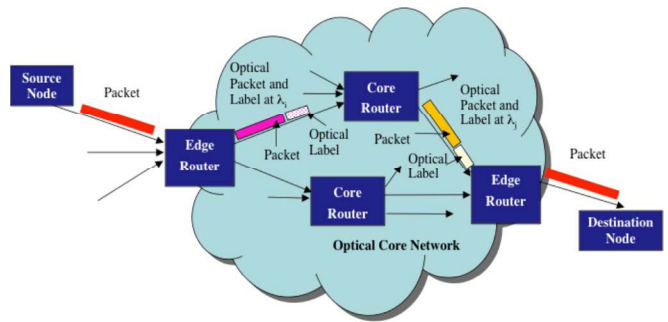 Source
Node
Packet
Edge
Router
Optical
Packet and
Label at λi
Packet
Optical
Label
Core
Router
Optical
Packet and
Label at λj
Packet
Optical
Label
Core
Router
Edge
Router
Optical Core Network
Packet
Destination
Node